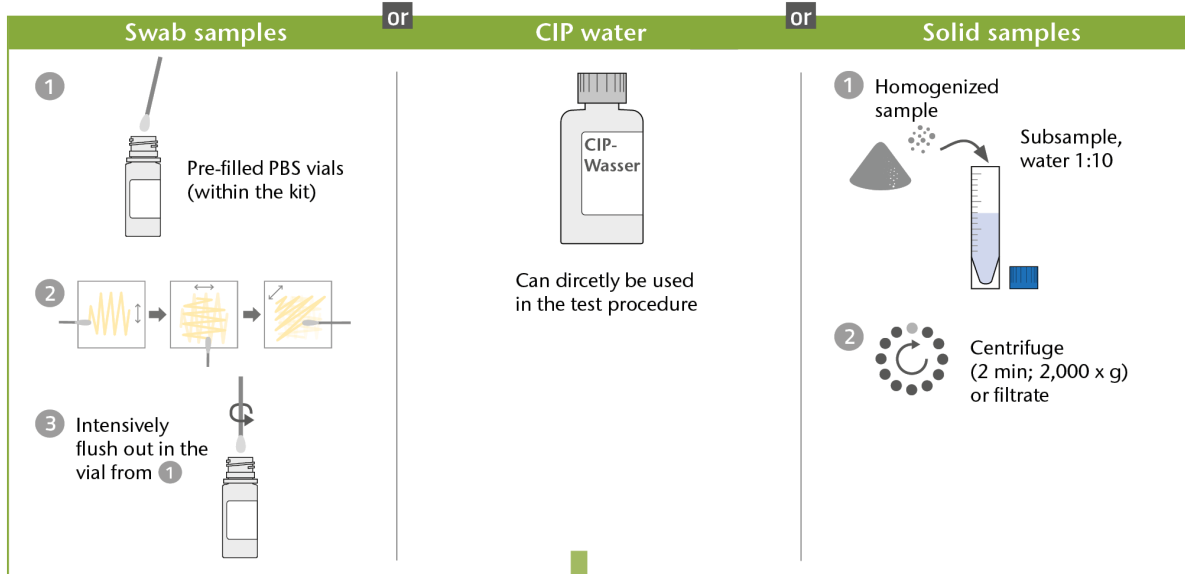 or
or
Swab samples
CIP water
Solid samples
1
Pre-filled PBS vials
(within the kit)
2
3
Intensively
flush out in the
vial from 1
CIP-
Wasser
Can dircetly be used
in the test procedure
1
Homogenized
sample
Subsample,
water 1:10
2
Centrifuge
(2 min; 2,000 x g)
or filtrate